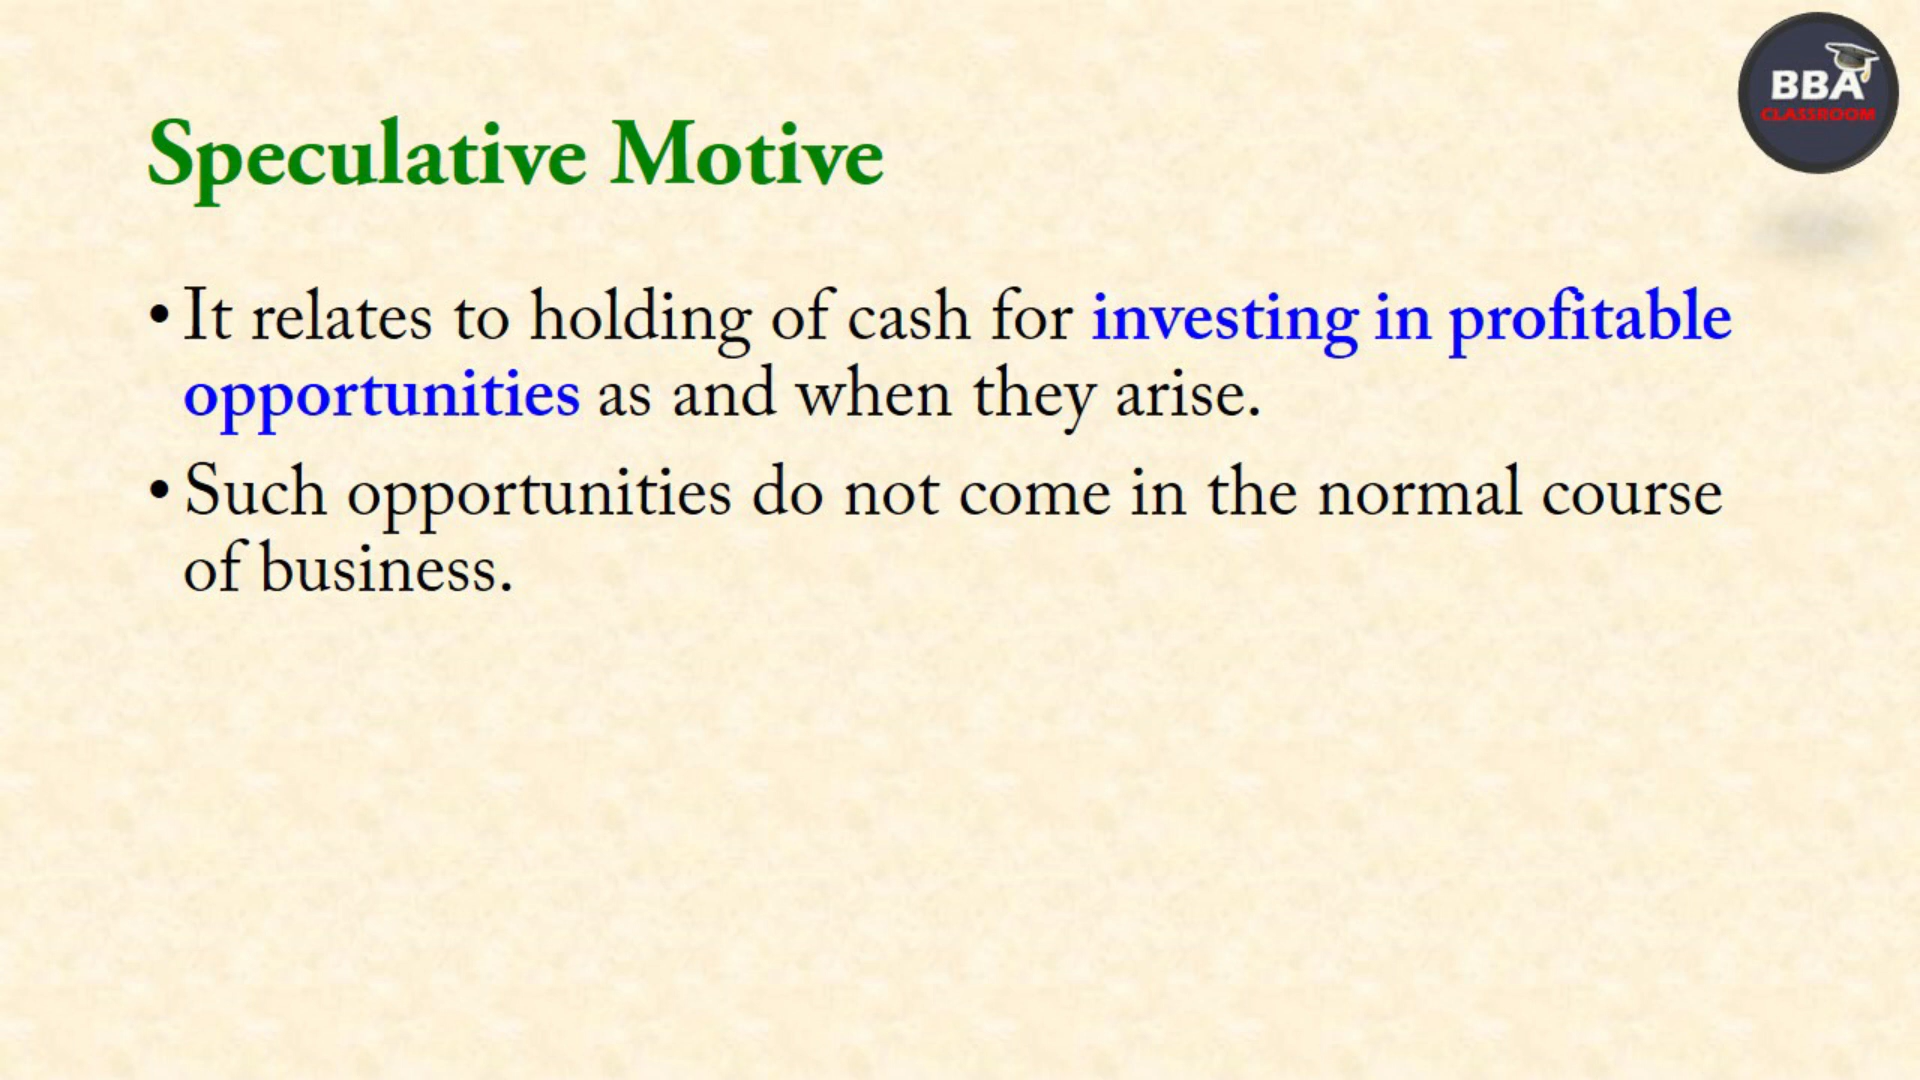 BBA
CLASSROOM
Speculative Motive
• It relates to holding of cash for investing in profitable
opportunities as and when they arise.
• Such opportunities do not come in the normal course
of business.